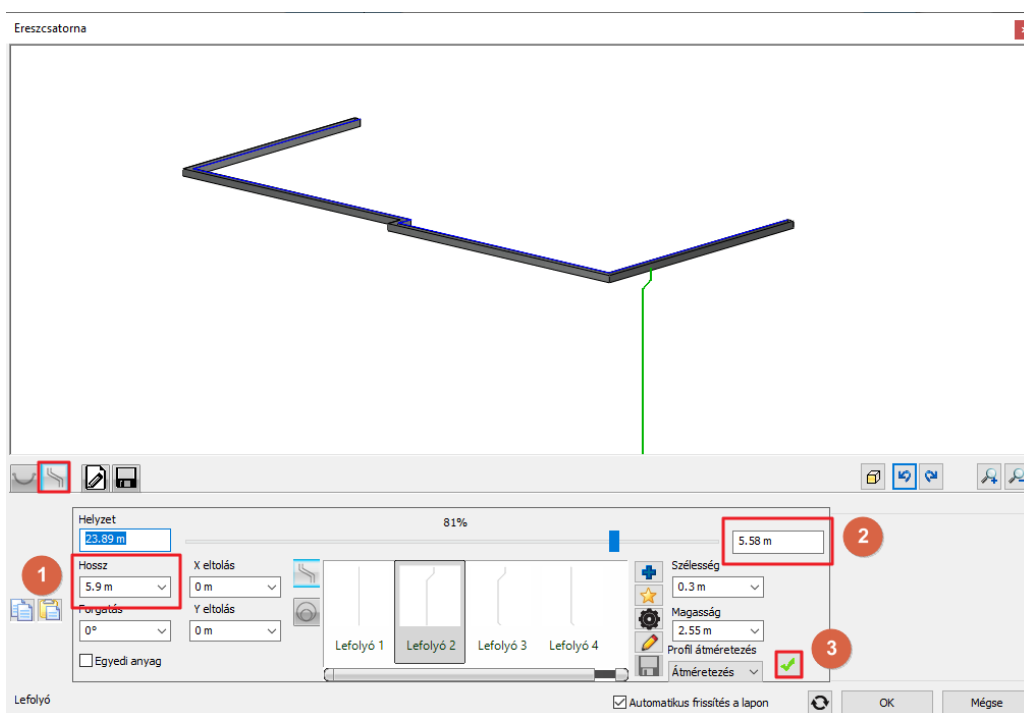 Ereszcsatorna
Helyzet
23.89 m
81%
5.58 m
2
1
Hossz
5.9 m
X eltolás
0 m
Forgatás
0°
Y eltolás
0 m
Egyedi anyag
Lefolyó 1
Lefolyó 2
Lefolyó 3
Lefolyó 4
Szélesség
0.3 m
Magasság
2.55 m
Profil átméretezés
Átméretezés
3
Lefolyó
Automatikus frissítés a lapon
OK
Mégse